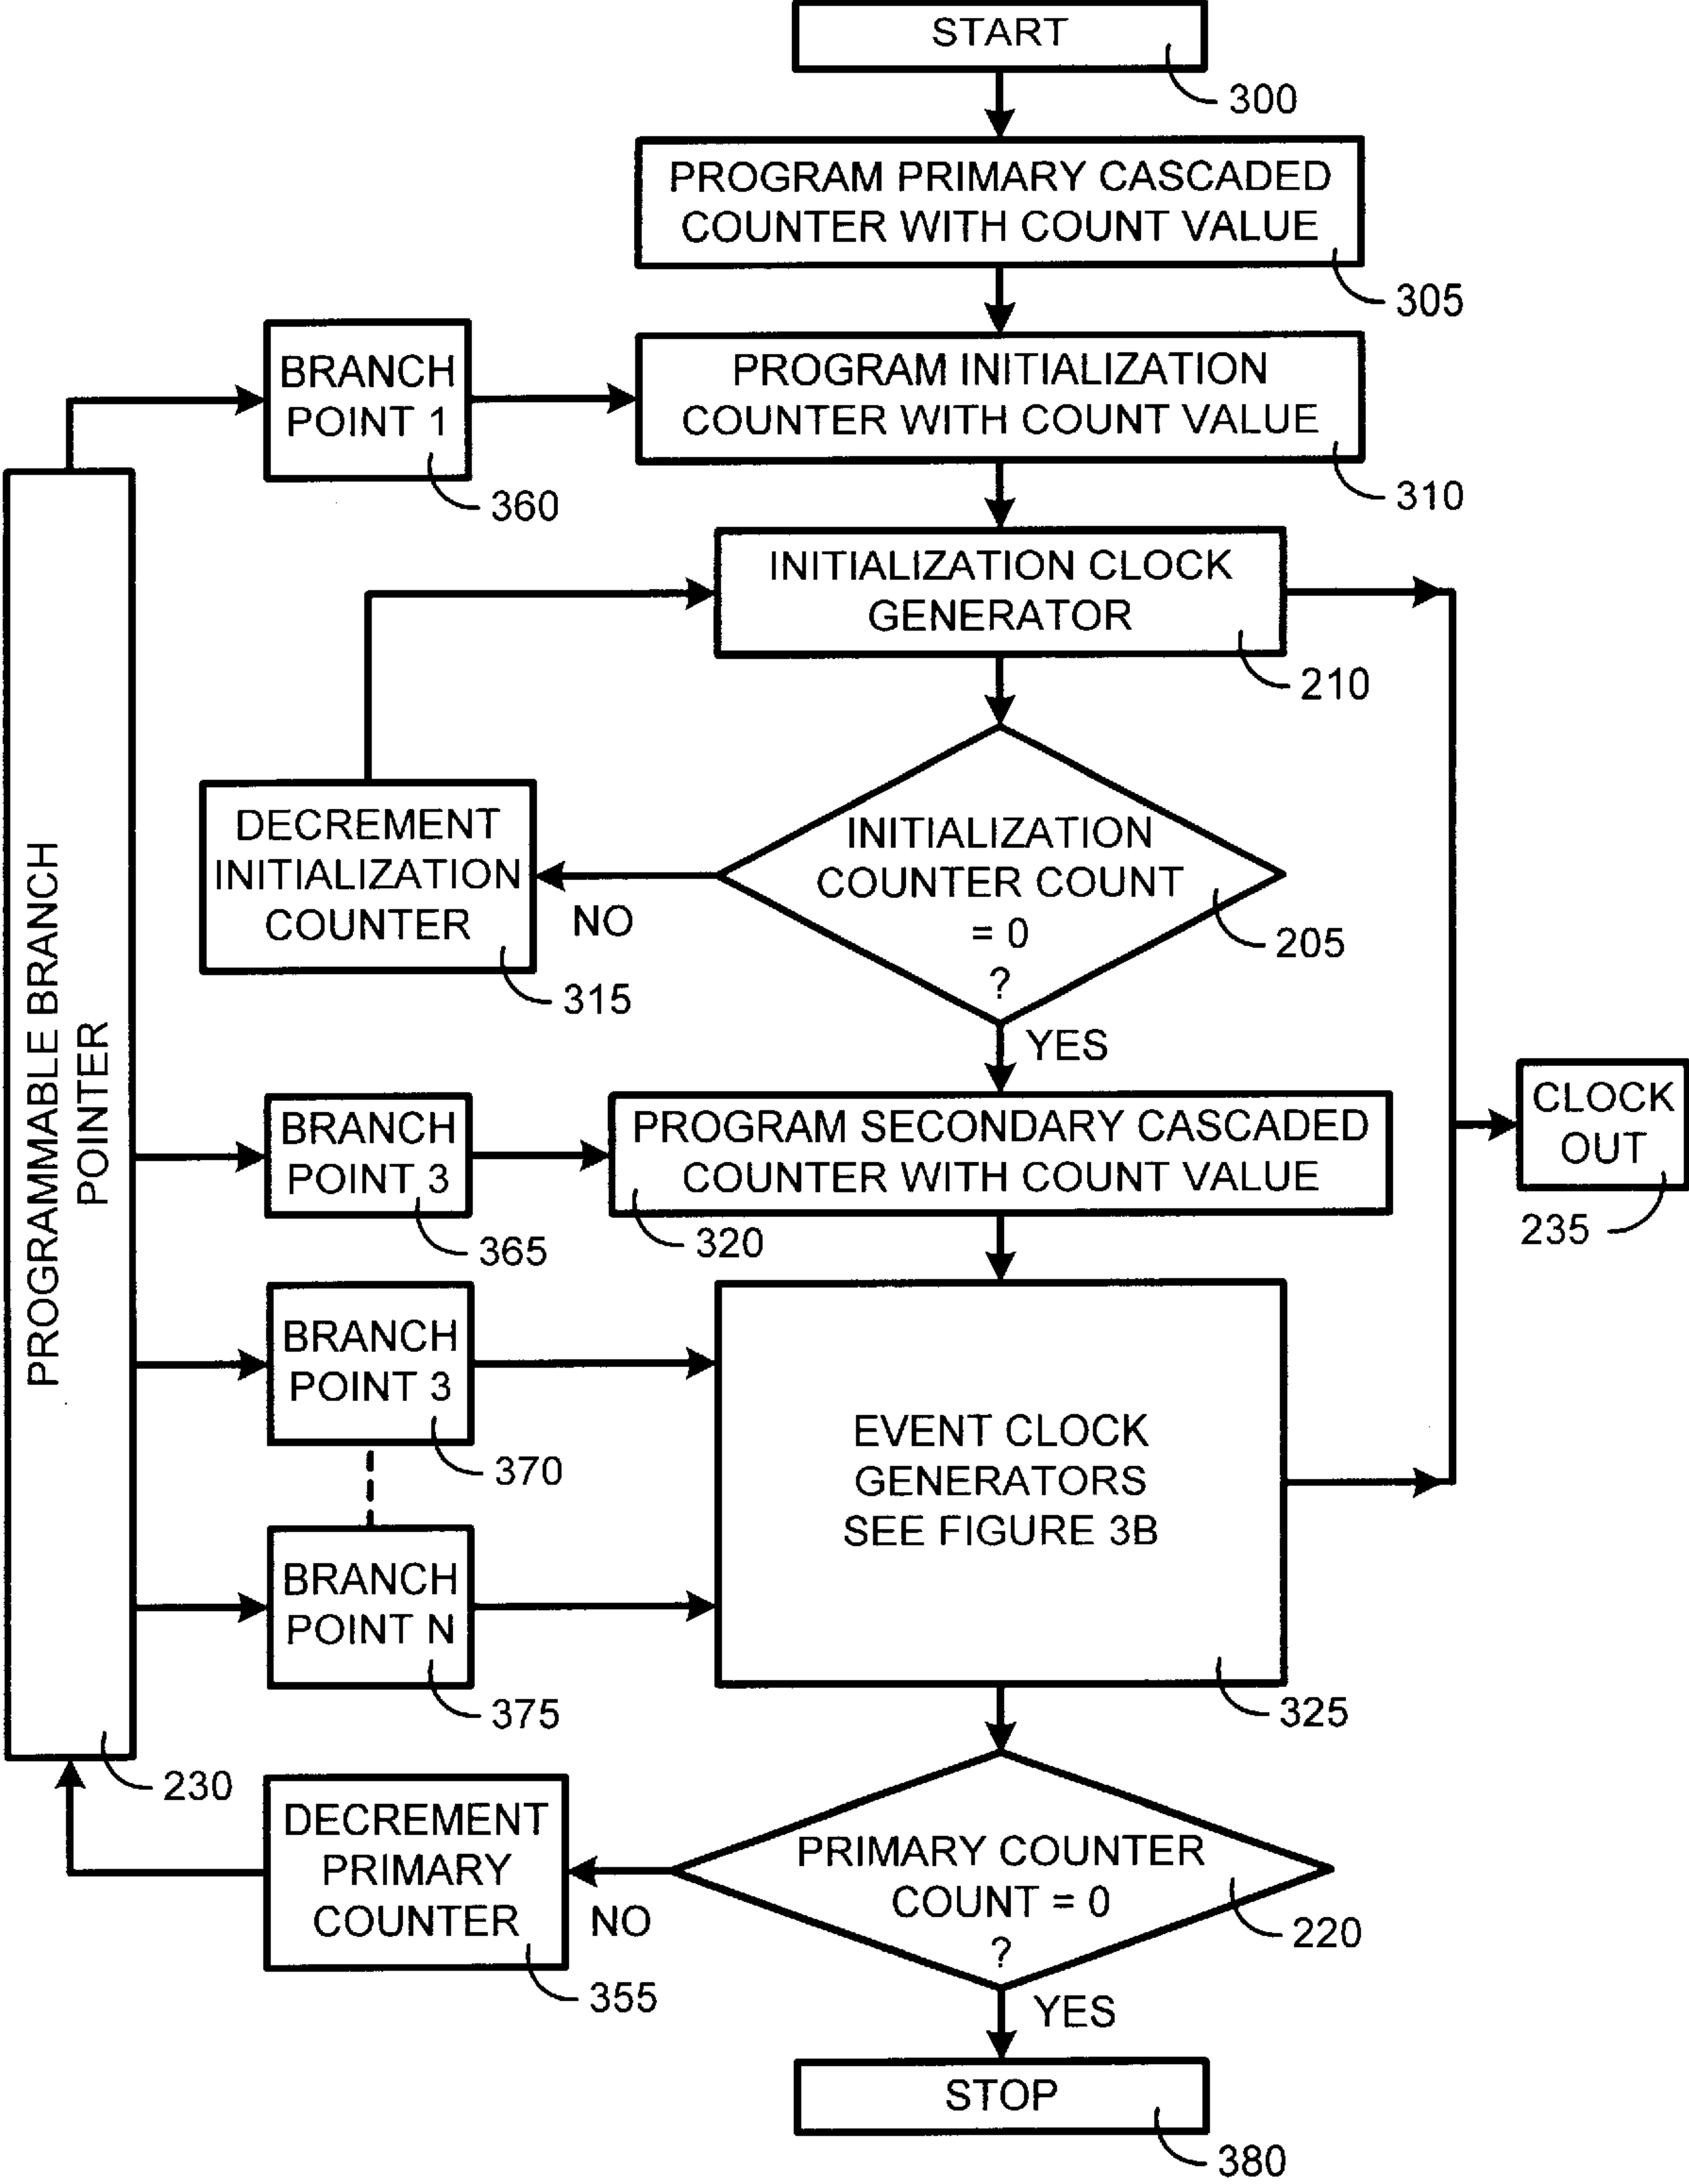 START
300
PROGRAM PRIMARY CASCADED
COUNTER WITH COUNT VALUE
305
BRANCH
POINT 1
360
PROGRAM INITIALIZATION
COUNTER WITH COUNT VALUE
310
INITIALIZATION CLOCK
GENERATOR
210
DECREMENT
INITIALIZATION
COUNTER
315
NO
INITIALIZATION
COUNTER COUNT
= 0
?
205
YES
PROGRAMMABLE BRANCH
POINTER
230
BRANCH
POINT 3
365
PROGRAM SECONDARY CASCADED
COUNTER WITH COUNT VALUE
320
CLOCK
OUT
235
BRANCH
POINT 3
370
EVENT CLOCK
GENERATORS
SEE FIGURE 3B
325
BRANCH
POINT N
375
DECREMENT
PRIMARY
COUNTER
355
NO
PRIMARY COUNTER
COUNT = 0
?
220
YES
STOP
380